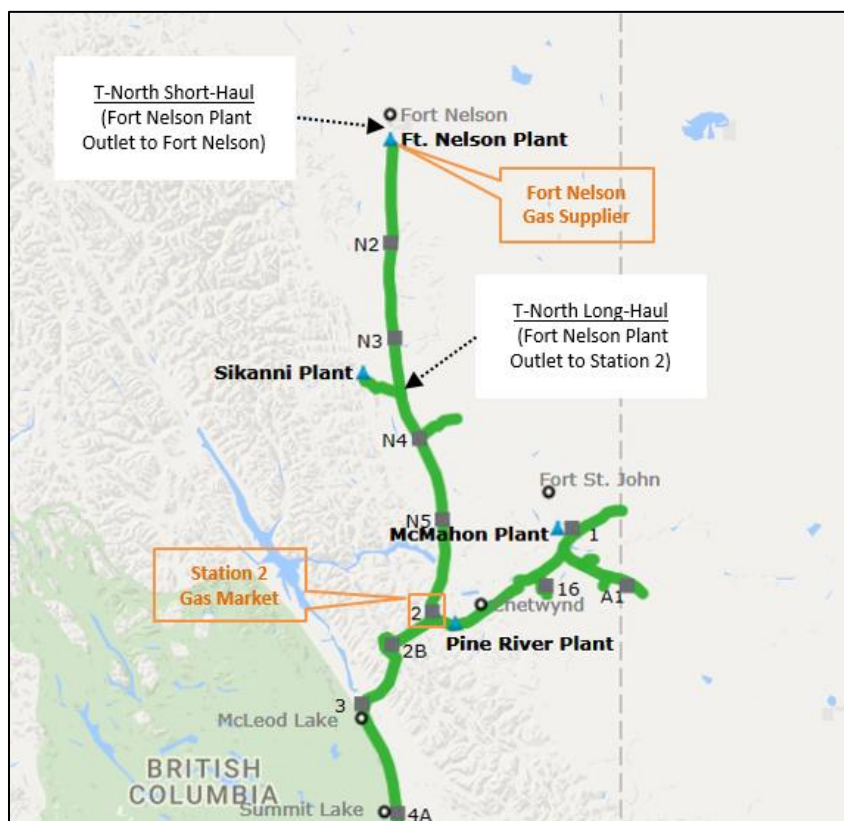 T-North Short-Haul
(Fort Nelson Plant
Outlet to Fort Nelson)
Fort Nelson
Ft. Nelson Plant
Fort Nelson
Gas Supplier
N2
T-North Long-Haul
(Fort Nelson Plant
Outlet to Station 2)
N3
Sikanni Plant
N4
Fort St. John
N5
McMahon Plant
1
Station 2
Gas Market
16
A1
Chetwynd
2
Pine River Plant
2B
3
McLeod Lake
BRITISH
COLUMBIA
Summit Lake
4A